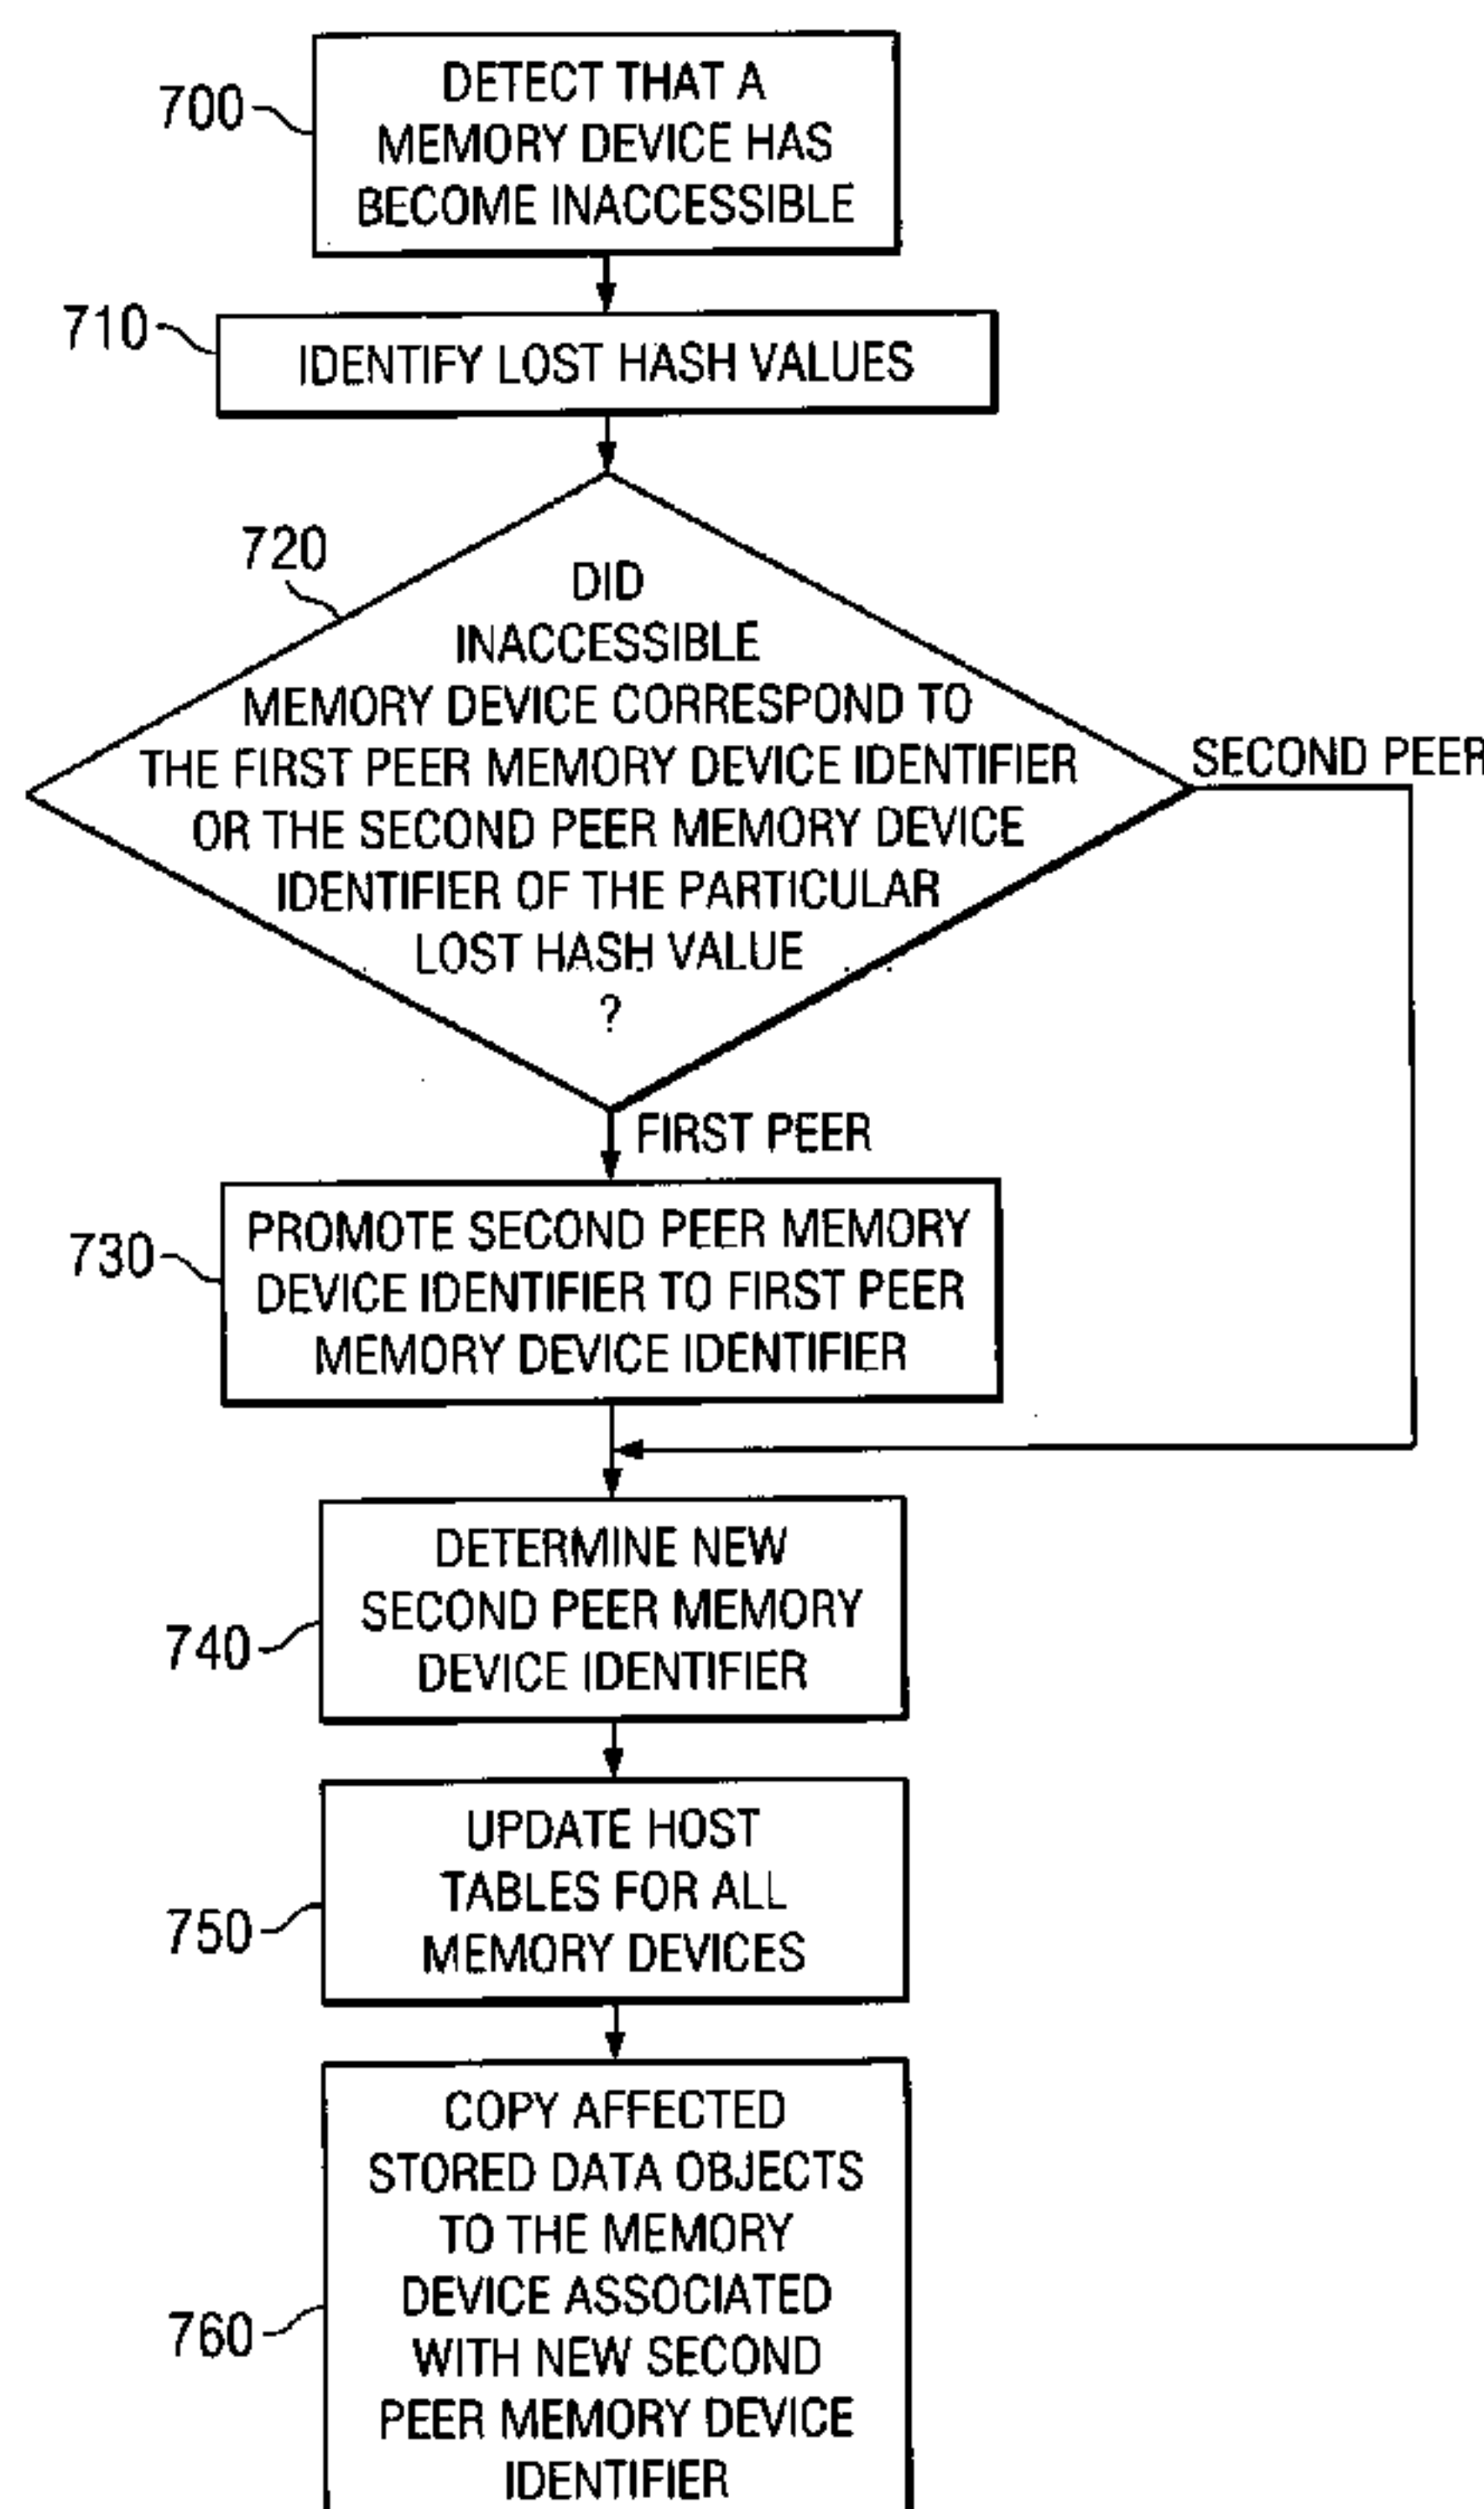 700
DETECT THAT A
MEMORY DEVICE HAS
BECOME INACCESSIBLE
710
IDENTIFY LOST HASH VALUES
720
DID
INACCESSIBLE
MEMORY DEVICE CORRESPOND TO
THE FIRST PEER MEMORY DEVICE IDENTIFIER
OR THE SECOND PEER MEMORY DEVICE
IDENTIFIER OF THE PARTICULAR
LOST HASH VALUE
?
SECOND PEER
FIRST PEER
730
PROMOTE SECOND PEER MEMORY
DEVICE IDENTIFIER TO FIRST PEER
MEMORY DEVICE IDENTIFIER
740
DETERMINE NEW
SECOND PEER MEMORY
DEVICE IDENTIFIER
750
UPDATE HOST
TABLES FOR ALL
MEMORY DEVICES
760
COPY AFFECTED
STORED DATA OBJECTS
TO THE MEMORY
DEVICE ASSOCIATED
WITH NEW SECOND
PEER MEMORY DEVICE
IDENTIFIER